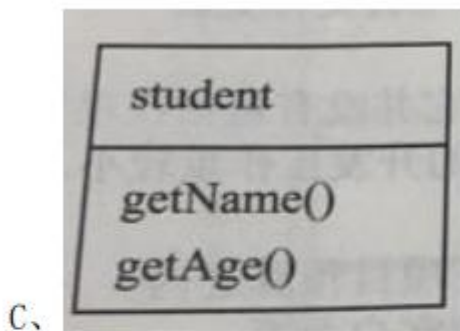 student
getName()
getAge()
C、